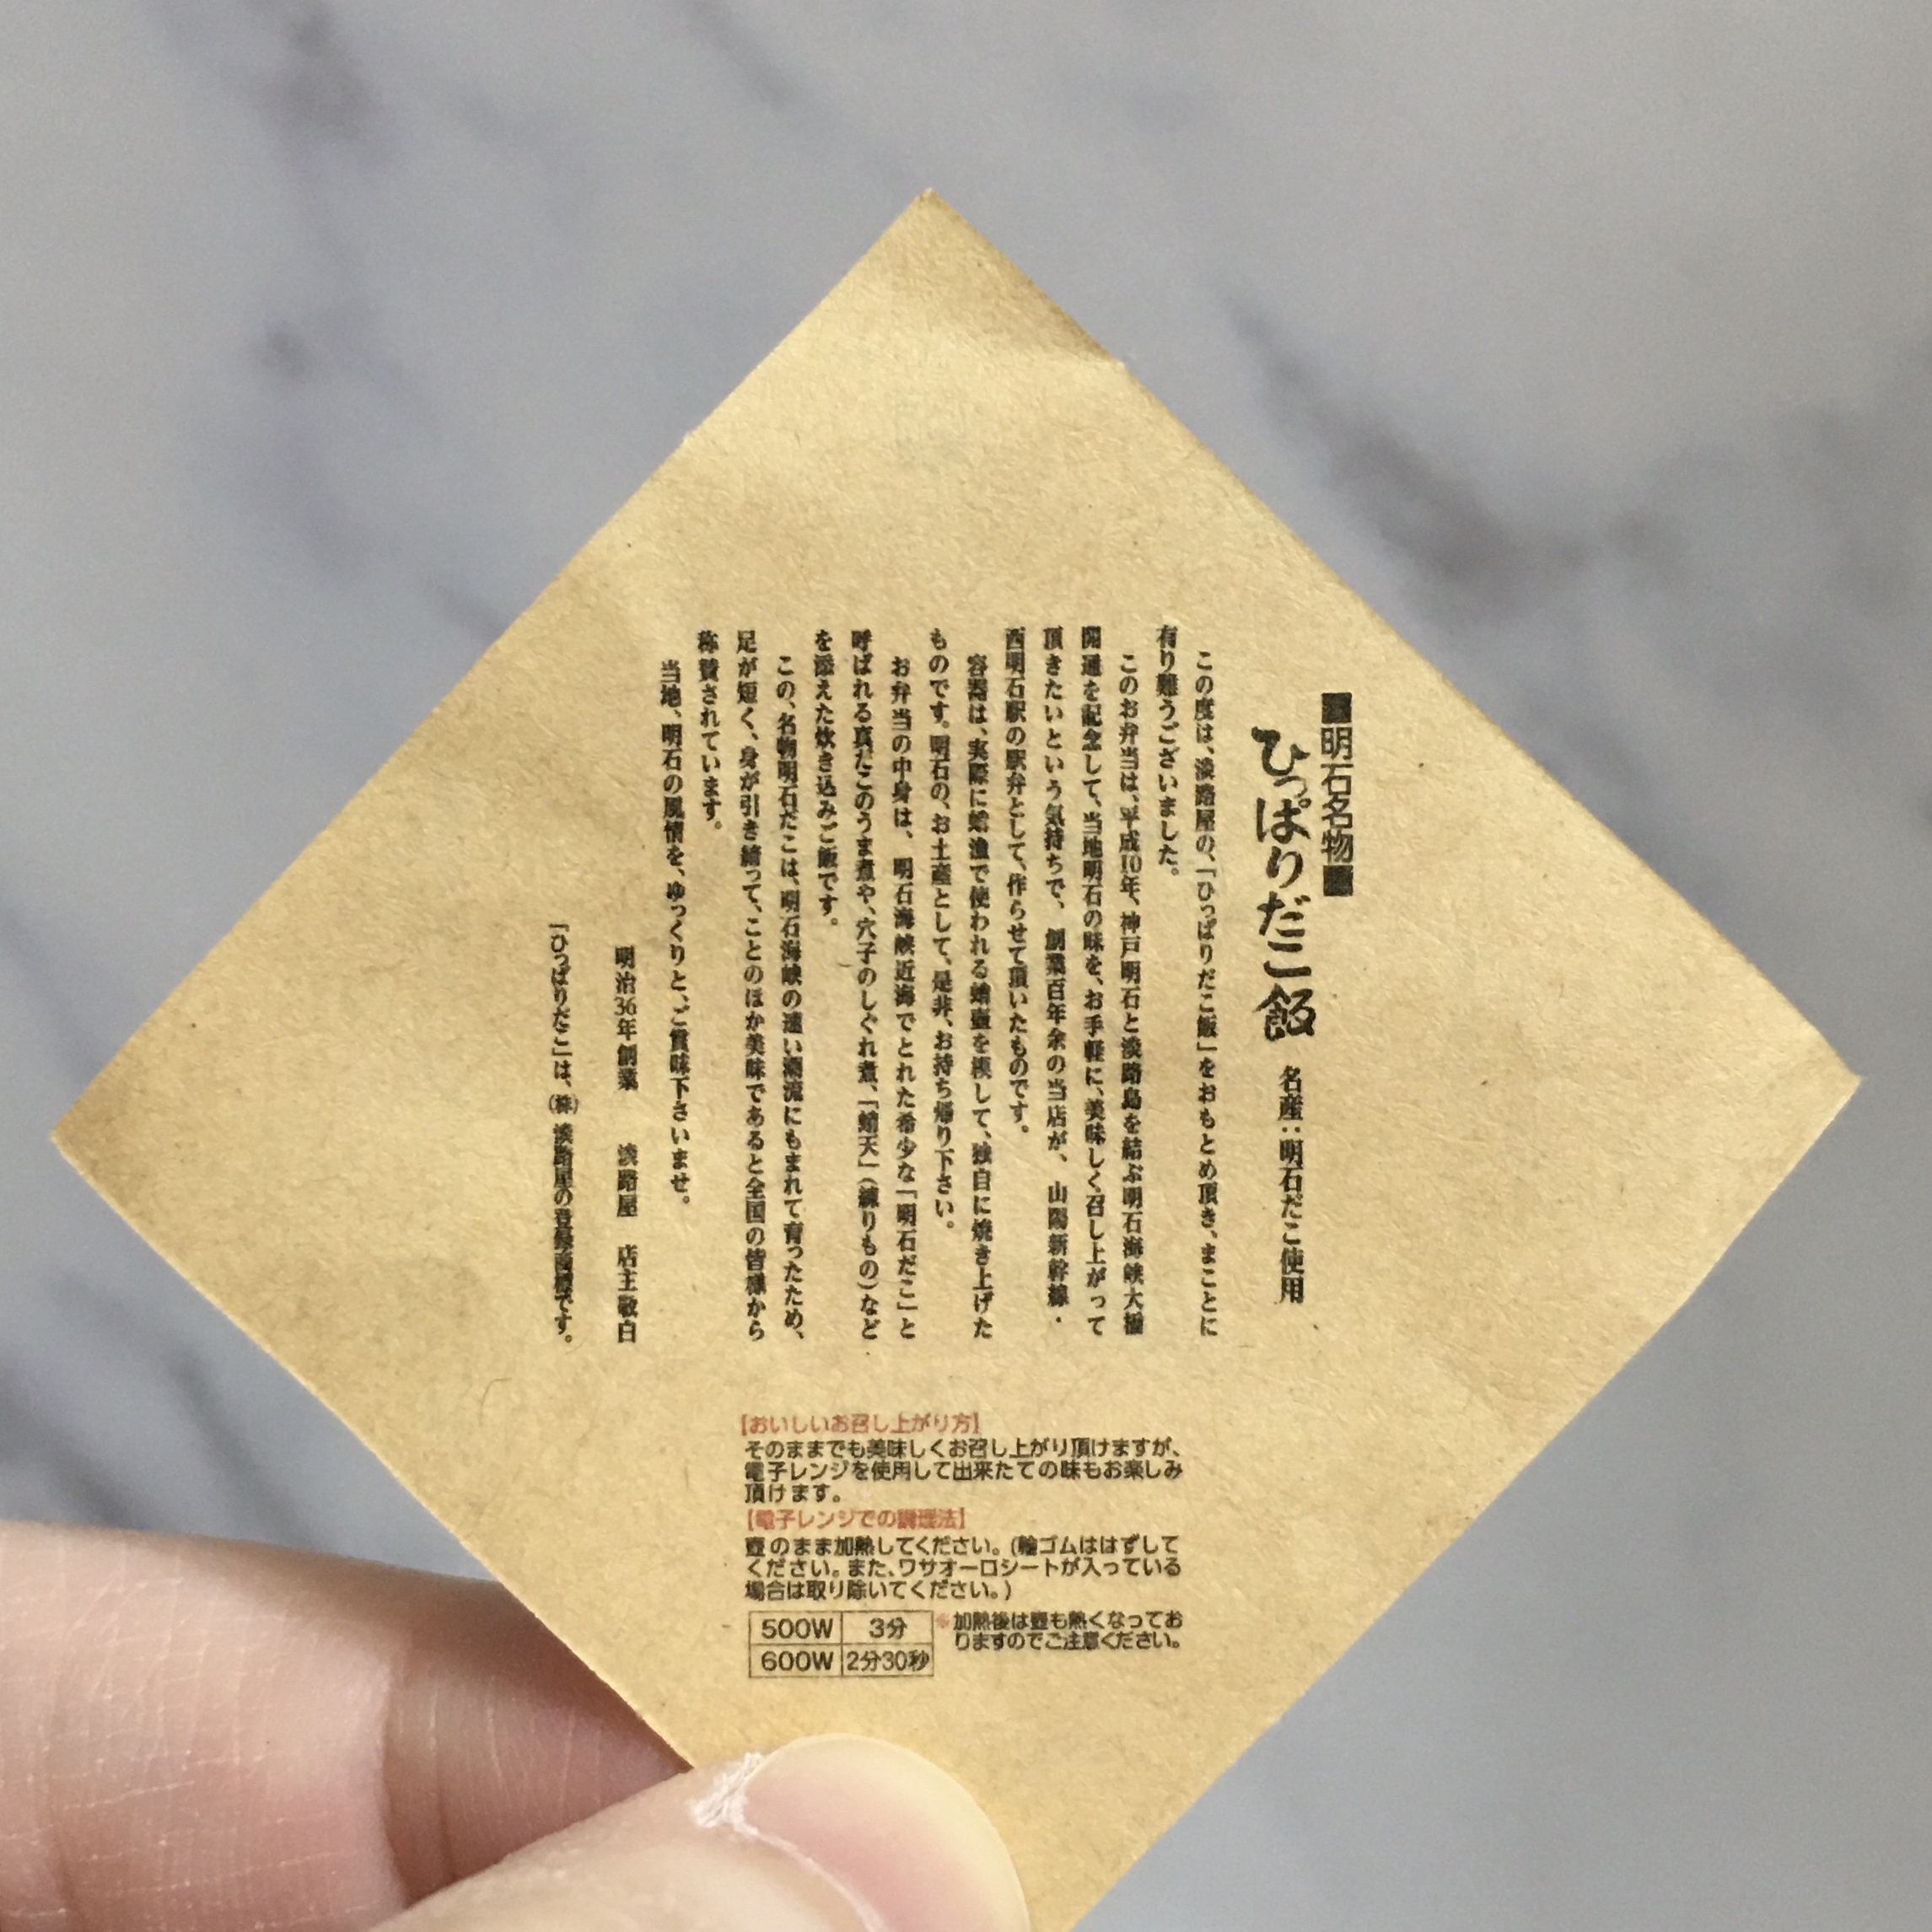 ■明石名物■
ひっぱりだこ飯 名産：明石だこ使用
この度は、淡路屋の、「ひっぱりだこ飯」をおもとめ頂き、まことに
有り難うございました。
このお弁当は、平成10年、神戸明石と淡路島を結ぶ明石海峡大橋
開通を記念して、当地明石の味を、お手軽に、美味しく召し上がって
頂きたいという気持ちで、創業百年余の当店が、山陽新幹線・
西明石駅の駅弁として、作らせて頂いたものです。
容器は、実際に蛸漁で使われる蛸壷を模して、独自に焼き上げた
ものです。明石の、お土産として、是非、お持ち帰り下さい。
お弁当の中身は、明石海峡近海でとれた希少な「明石だこ」と
呼ばれる真だこのうま煮や、穴子のしぐれ煮、「蛸天」（練りもの）など
を添えた炊き込みご飯です。
この、名物明石だこは、明石海峡の速い潮流にもまれて育ったため、
足が短く、身が引き締って、ことのほか美味であると全国の皆様から
称賛されています。
当地、明石の風情を、ゆっくりと、ご賞味下さいませ。
明治36年創業 淡路屋 店主敬白
「ひっぱりだこ」は、㈱淡路屋の登録商標です。
【おいしいお召し上がり方】
そのままでも美味しくお召し上がり頂けますが、
電子レンジを使用して出来たての味もお楽しみ
頂けます。
【電子レンジでの調理法】
壺のまま加熱してください。（輪ゴムははずして
ください。また、ワサオーロシートが入っている
場合は取り除いてください。）
500W 3分
600W 2分30秒
※加熱後は壺も熱くなってお
りますのでご注意ください。